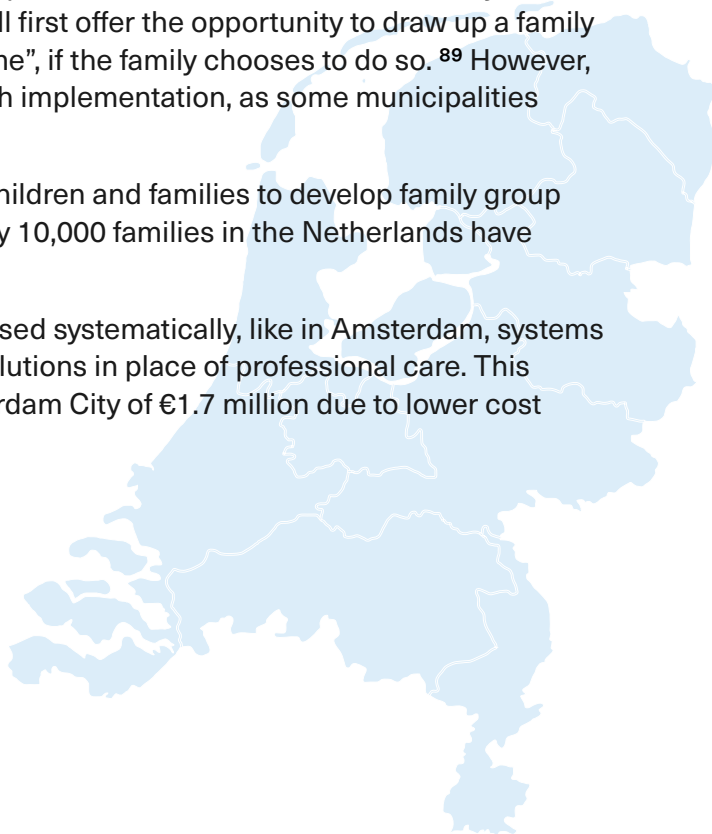 ll first offer the opportunity to draw up a family
ne”, if the family chooses to do so. 89 However,
h implementation, as some municipalities
hildren and families to develop family group
y 10,000 families in the Netherlands have
sed systematically, like in Amsterdam, systems
lutions in place of professional care. This
rdam City of €1.7 million due to lower cost